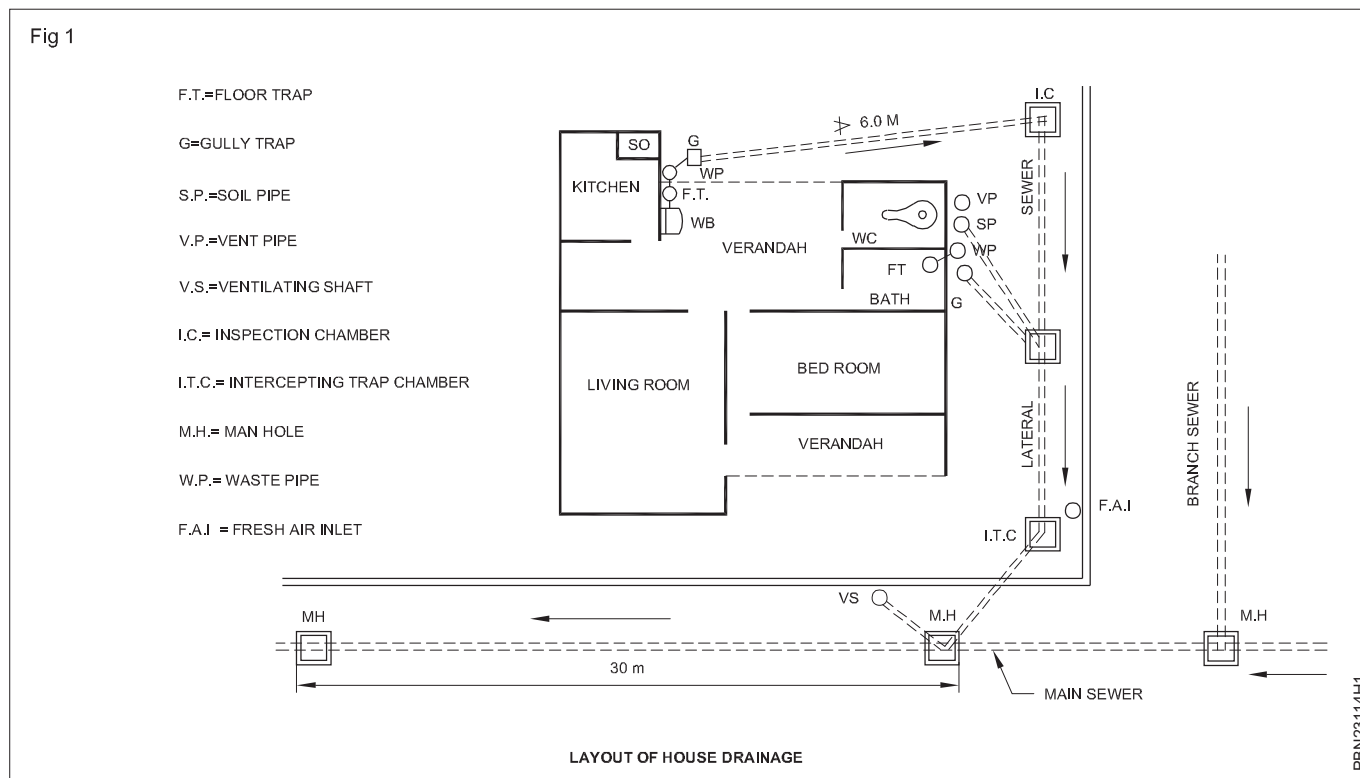 Fig 1
F.T.=FLOOR TRAP
G=GULLY TRAP
S.P.=SOIL PIPE
V.P.=VENT PIPE
V.S.=VENTILATING SHAFT
I.C.= INSPECTION CHAMBER
I.T.C.= INTERCEPTING TRAP CHAMBER
M.H.= MAN HOLE
W.P.= WASTE PIPE
F.A.I = FRESH AIR INLET
I.C
6.0 M
SO
G
WP
KITCHEN
F.T.
WB
VERANDAH
WC
VP
SP
WP
FT
BATH
G
SEWER
LIVING ROOM
BED ROOM
VERANDAH
LATERAL
BRANCH SEWER
F.A.I
I.T.C
VS
MH
M.H
M.H
30 m
MAIN SEWER
LAYOUT OF HOUSE DRAINAGE
PRN23114H1